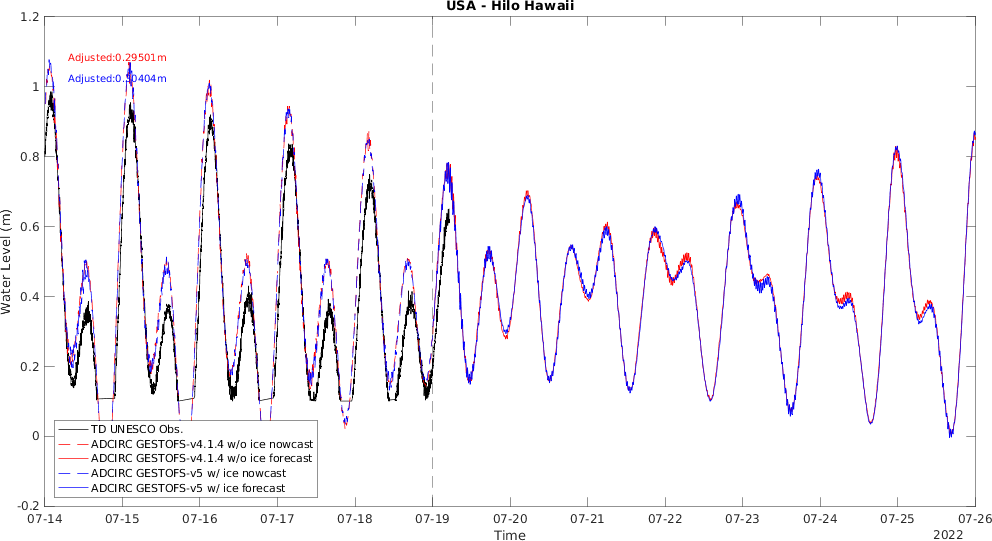 USA - Hilo Hawaii
1.2
1
0.8
0.6
0.4
0.2
0
-0.2
Water Level (m)
Adjusted:0.29501m
Adjusted:0.30404m
TD UNESCO Obs.
ADCIRC GESTOFS-v4.1.4 w/o ice nowcast
ADCIRC GESTOFS-v4.1.4 w/o ice forecast
ADCIRC GESTOFS-v5 w/ ice nowcast
ADCIRC GESTOFS-v5 w/ ice forecast
07-14 07-15 07-16 07-17 07-18 07-19 07-20 07-21 07-22 07-23 07-24 07-25 07-26
Time
2022